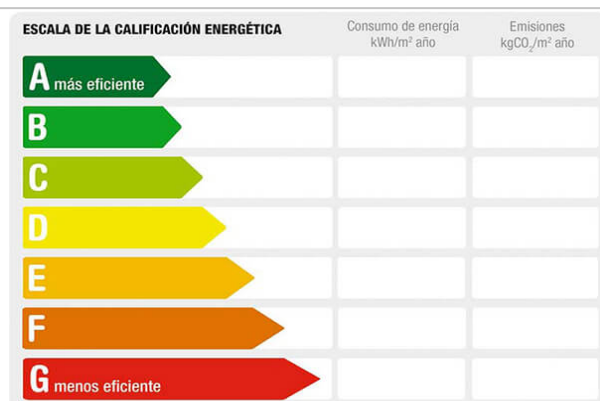 ESCALA DE LA CALIFICACIÓN ENERGÉTICA
Consumo de energía
kWh/m² año
Emisiones
kgCO₂/m² año
A más eficiente
B
C
D
E
F
G menos eficiente